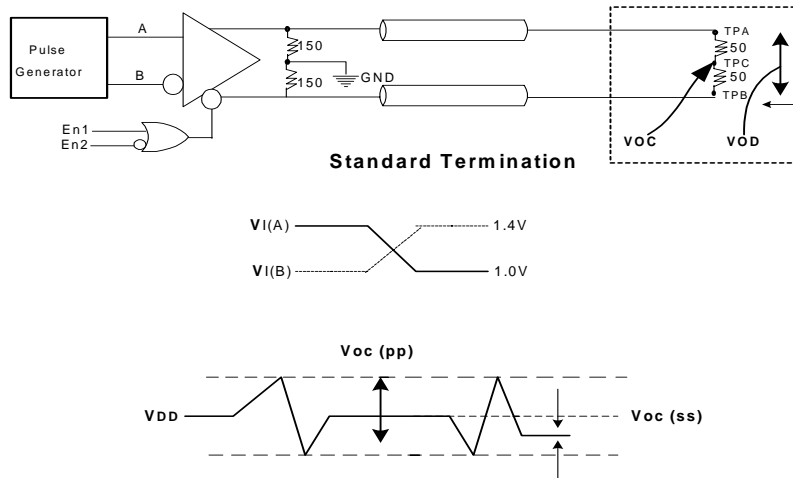 Pulse
Generator
A
B
En1
En2
150
150
GND
TPA
50
TPC
50
TPB
VOC
VOD
Standard Termination
VI(A)
1.4V
VI(B)
1.0V
Voc (pp)
VDD
Voc (ss)